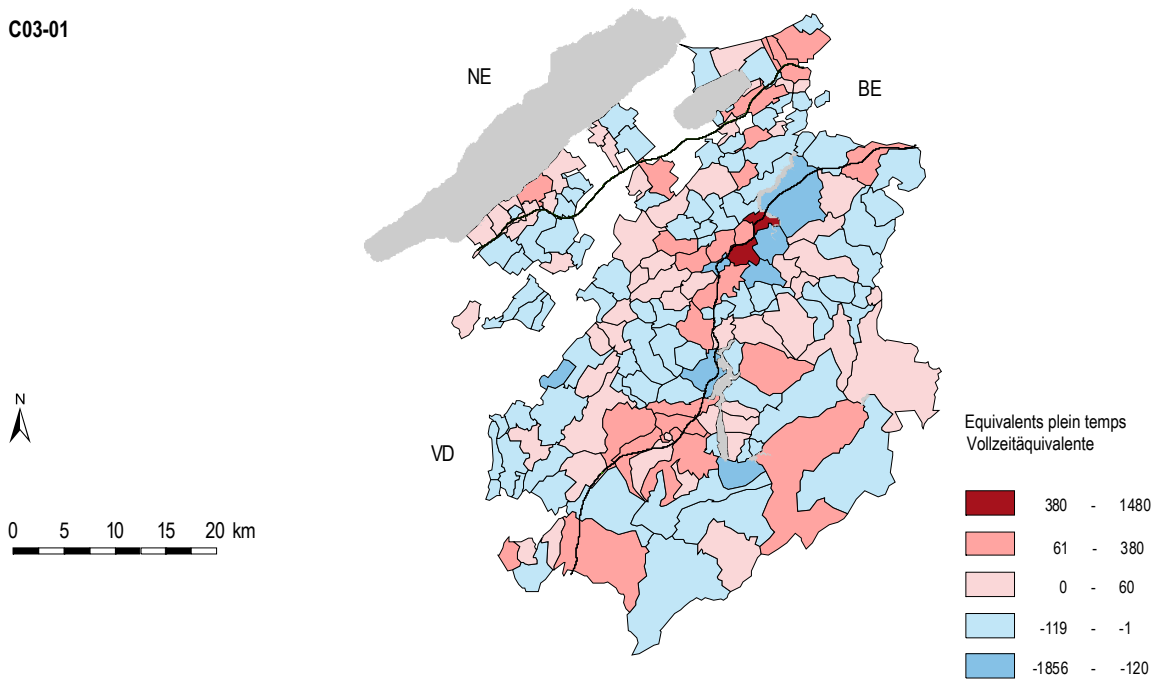 C03-01
NE
BE
VD
N
0 5 10 15 20 km
Equivalents plein temps
Vollzeitäquivalente
380 - 1480
61 - 380
0 - 60
-119 - -1
-1856 - -120